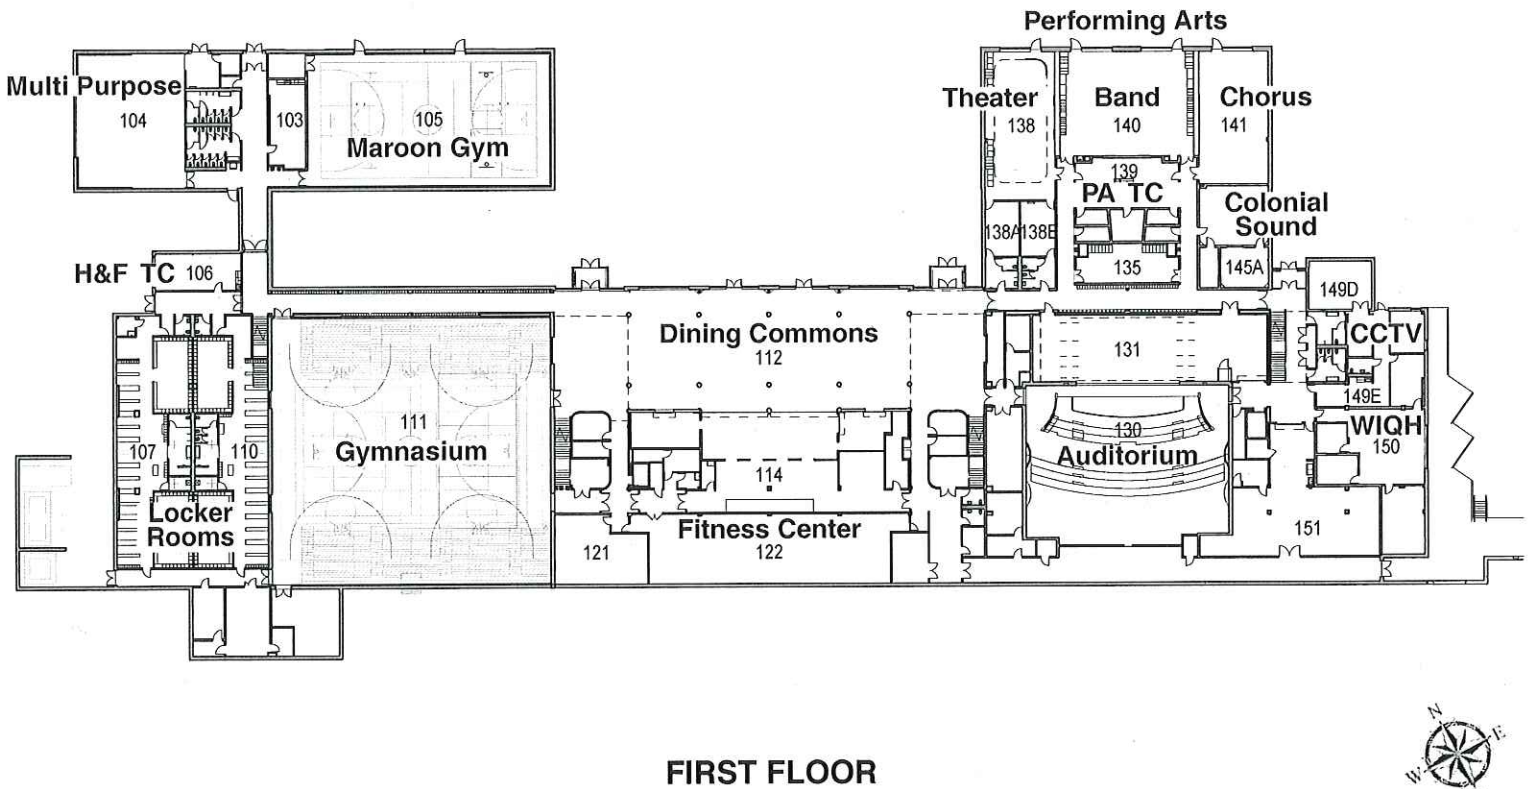 Performing Arts
Multi Purpose
104
103
105
Maroon Gym
Theater
138
Band
140
Chorus
141
139
PA TC
Colonial
Sound
138A
138E
135
145A
H&F TC
106
149D
Dining Commons
112
131
CCTV
149E
107
110
111
Gymnasium
130
Auditorium
WIQH
150
114
Locker
Rooms
Fitness Center
121
122
151
FIRST FLOOR
N
E
W